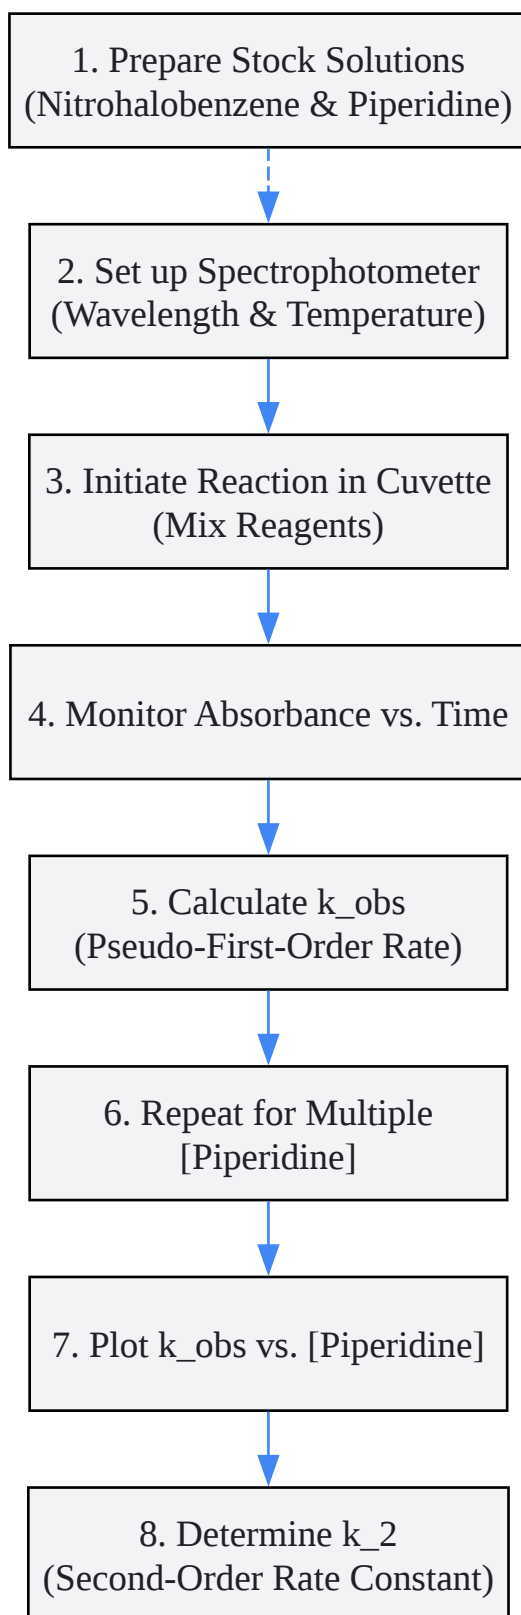 1. Prepare Stock Solutions
(Nitrohalobenzene & Piperidine)
2. Set up Spectrophotometer
(Wavelength & Temperature)
3. Initiate Reaction in Cuvette
(Mix Reagents)
4. Monitor Absorbance vs. Time
5. Calculate k_obs
(Pseudo-First-Order Rate)
6. Repeat for Multiple
[Piperidine]
7. Plot k_obs vs. [Piperidine]
8. Determine k_2
(Second-Order Rate Constant)